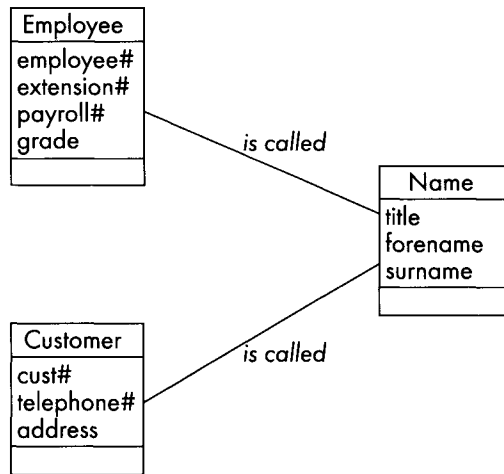 Employee
employee#
extension#
payroll#
grade
is called
Name
title
forename
surname
Customer
cust#
telephone#
address
is called